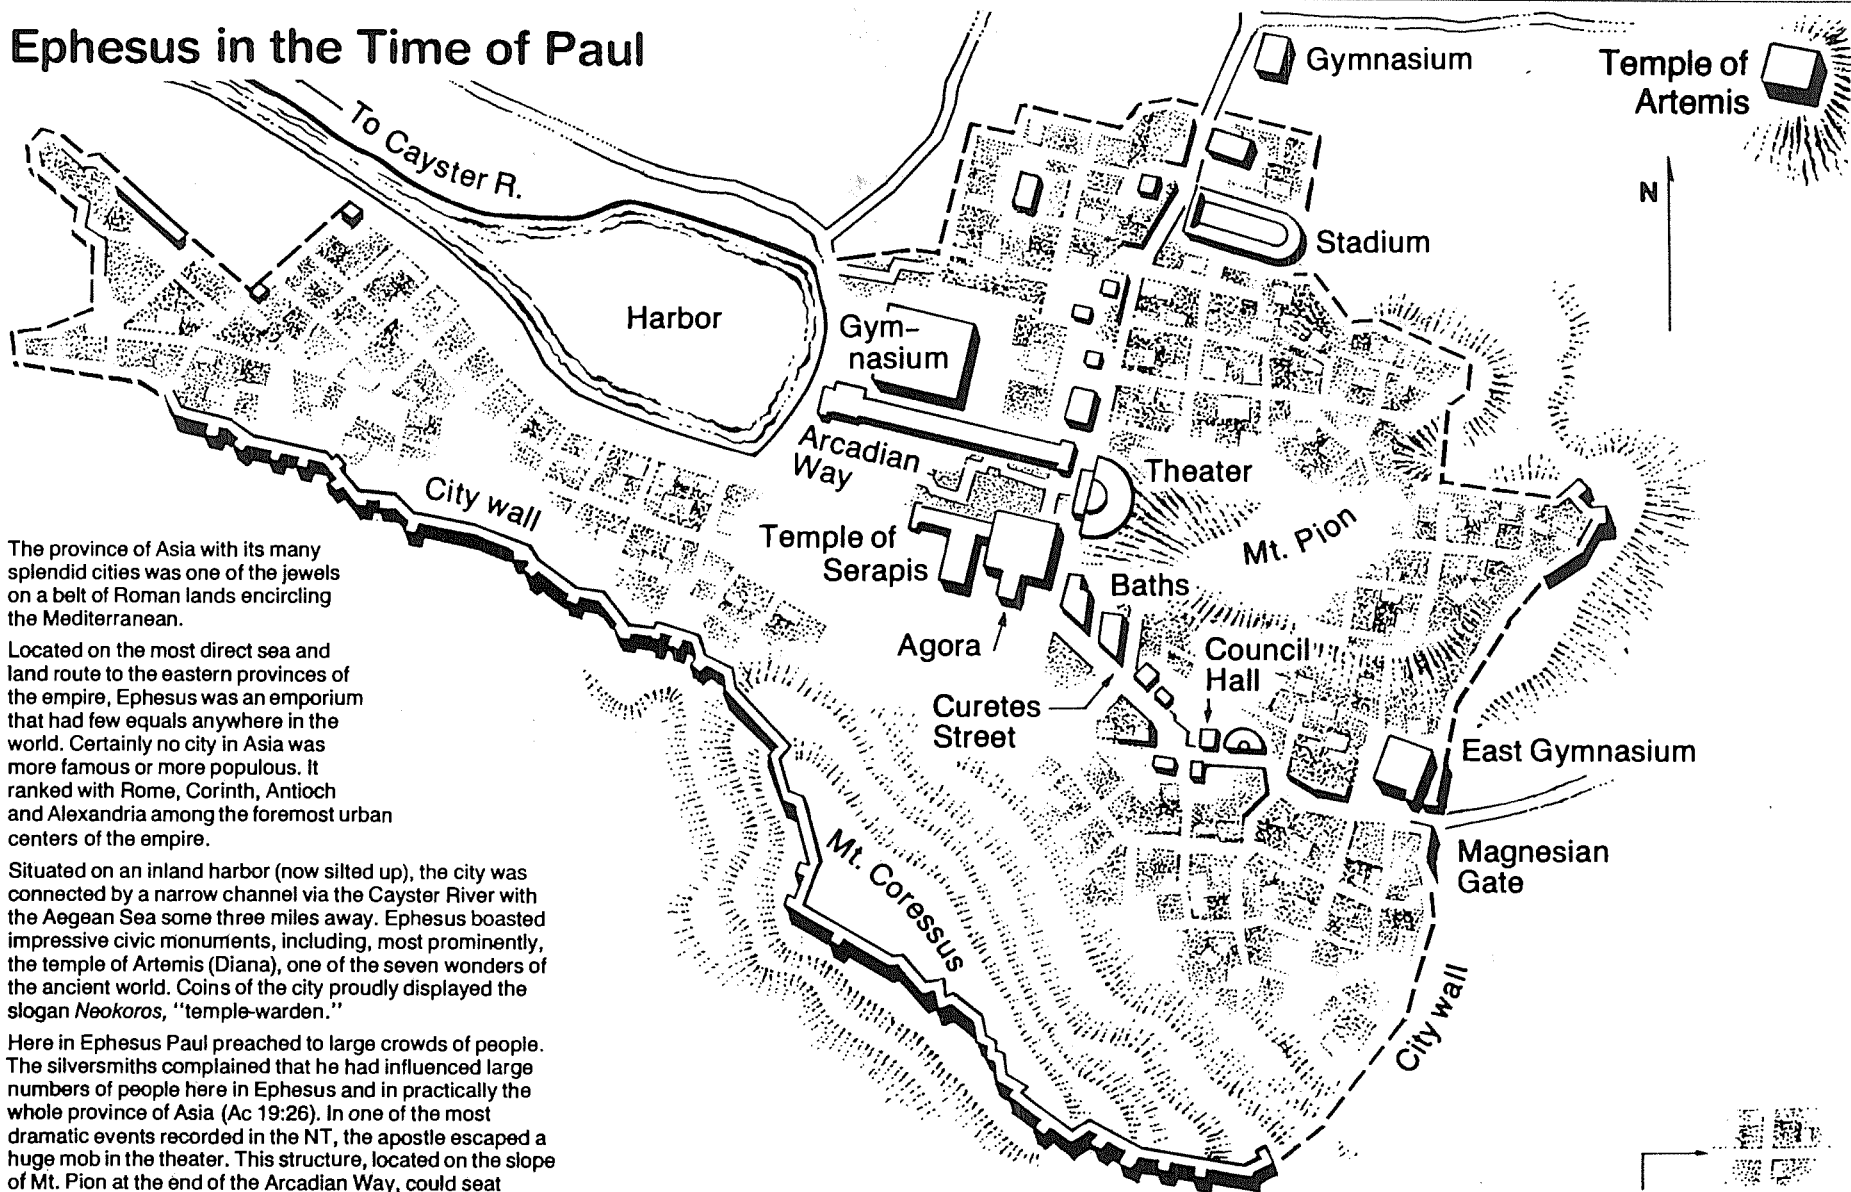 Ephesus in the Time of Paul
To Cayster R.
Harbor
Gymnasium
Temple of
Artemis
N
Stadium
Gym–
nasium
Arcadian
Way
Theater
City wall
Mt. Pion
Temple of
Serapis
Baths
Agora
Council
Hall
Curetes
Street
East Gymnasium
Magnesian
Gate
Mt. Coressus
City wall
The province of Asia with its many
splendid cities was one of the jewels
on a belt of Roman lands encircling
the Mediterranean.
Located on the most direct sea and
land route to the eastern provinces of
the empire, Ephesus was an emporium
that had few equals anywhere in the
world. Certainly no city in Asia was
more famous or more populous. It
ranked with Rome, Corinth, Antioch
and Alexandria among the foremost urban
centers of the empire.
Situated on an inland harbor (now silted up), the city was
connected by a narrow channel via the Cayster River with
the Aegean Sea some three miles away. Ephesus boasted
impressive civic monuments, including, most prominently,
the temple of Artemis (Diana), one of the seven wonders of
the ancient world. Coins of the city proudly displayed the
slogan Neokoros, "temple-warden."
Here in Ephesus Paul preached to large crowds of people.
The silversmiths complained that he had influenced large
numbers of people here in Ephesus and in practically the
whole province of Asia (Ac 19:26). In one of the most
dramatic events recorded in the NT, the apostle escaped a
huge mob in the theater. This structure, located on the slope
of Mt. Pion at the end of the Arcadian Way, could seat